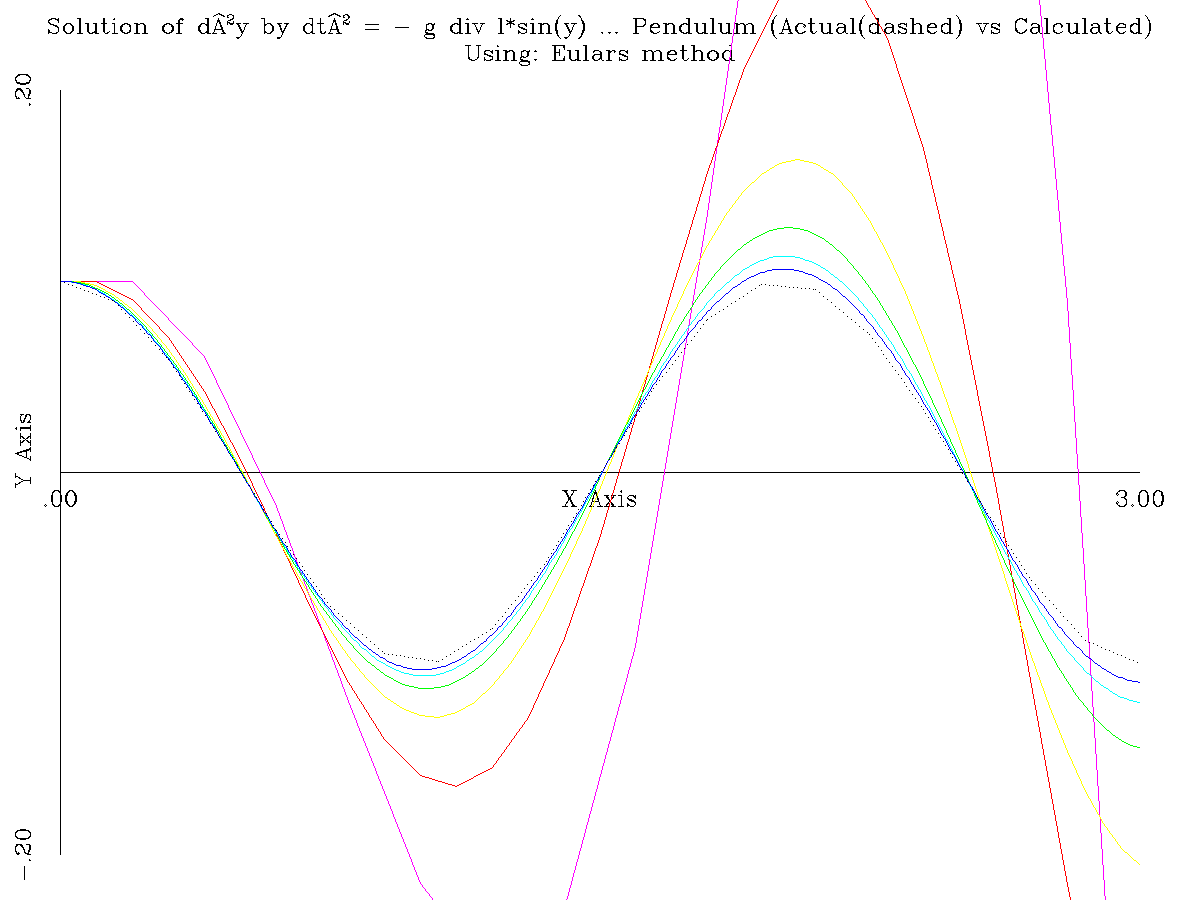 Solution of dÂ²y by dtÂ² = − g div l*sin(y) ... Pendulum (Actual(dashed) vs Calculated)
Using: Eulars method
.20
Y Axis
.00
X Axis
3.00
−.20